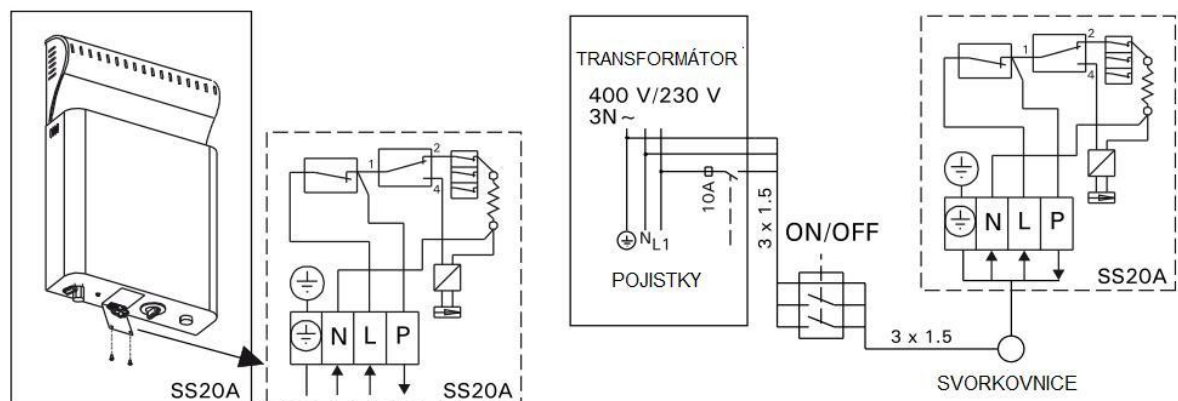 SS20A
1
2
4
N L P
SS20A
TRANSFORMÁTOR
400 V/230 V
3N ~
10A
N L1
POJISTKY
3 x 1.5
ON/OFF
3 x 1.5
1
2
4
N L P
SS20A
SVORKOVNICE